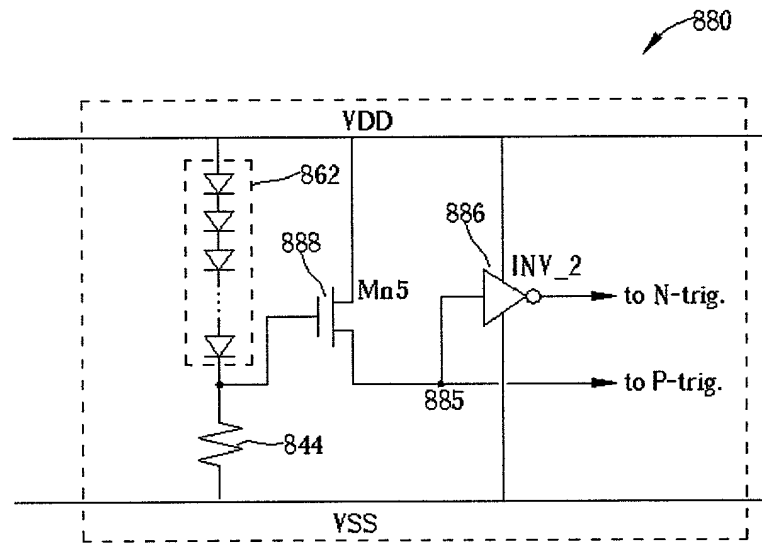 880
VDD
862
886
888
INV_2
Mn5
to N-trig.
885
to P-trig.
844
VSS